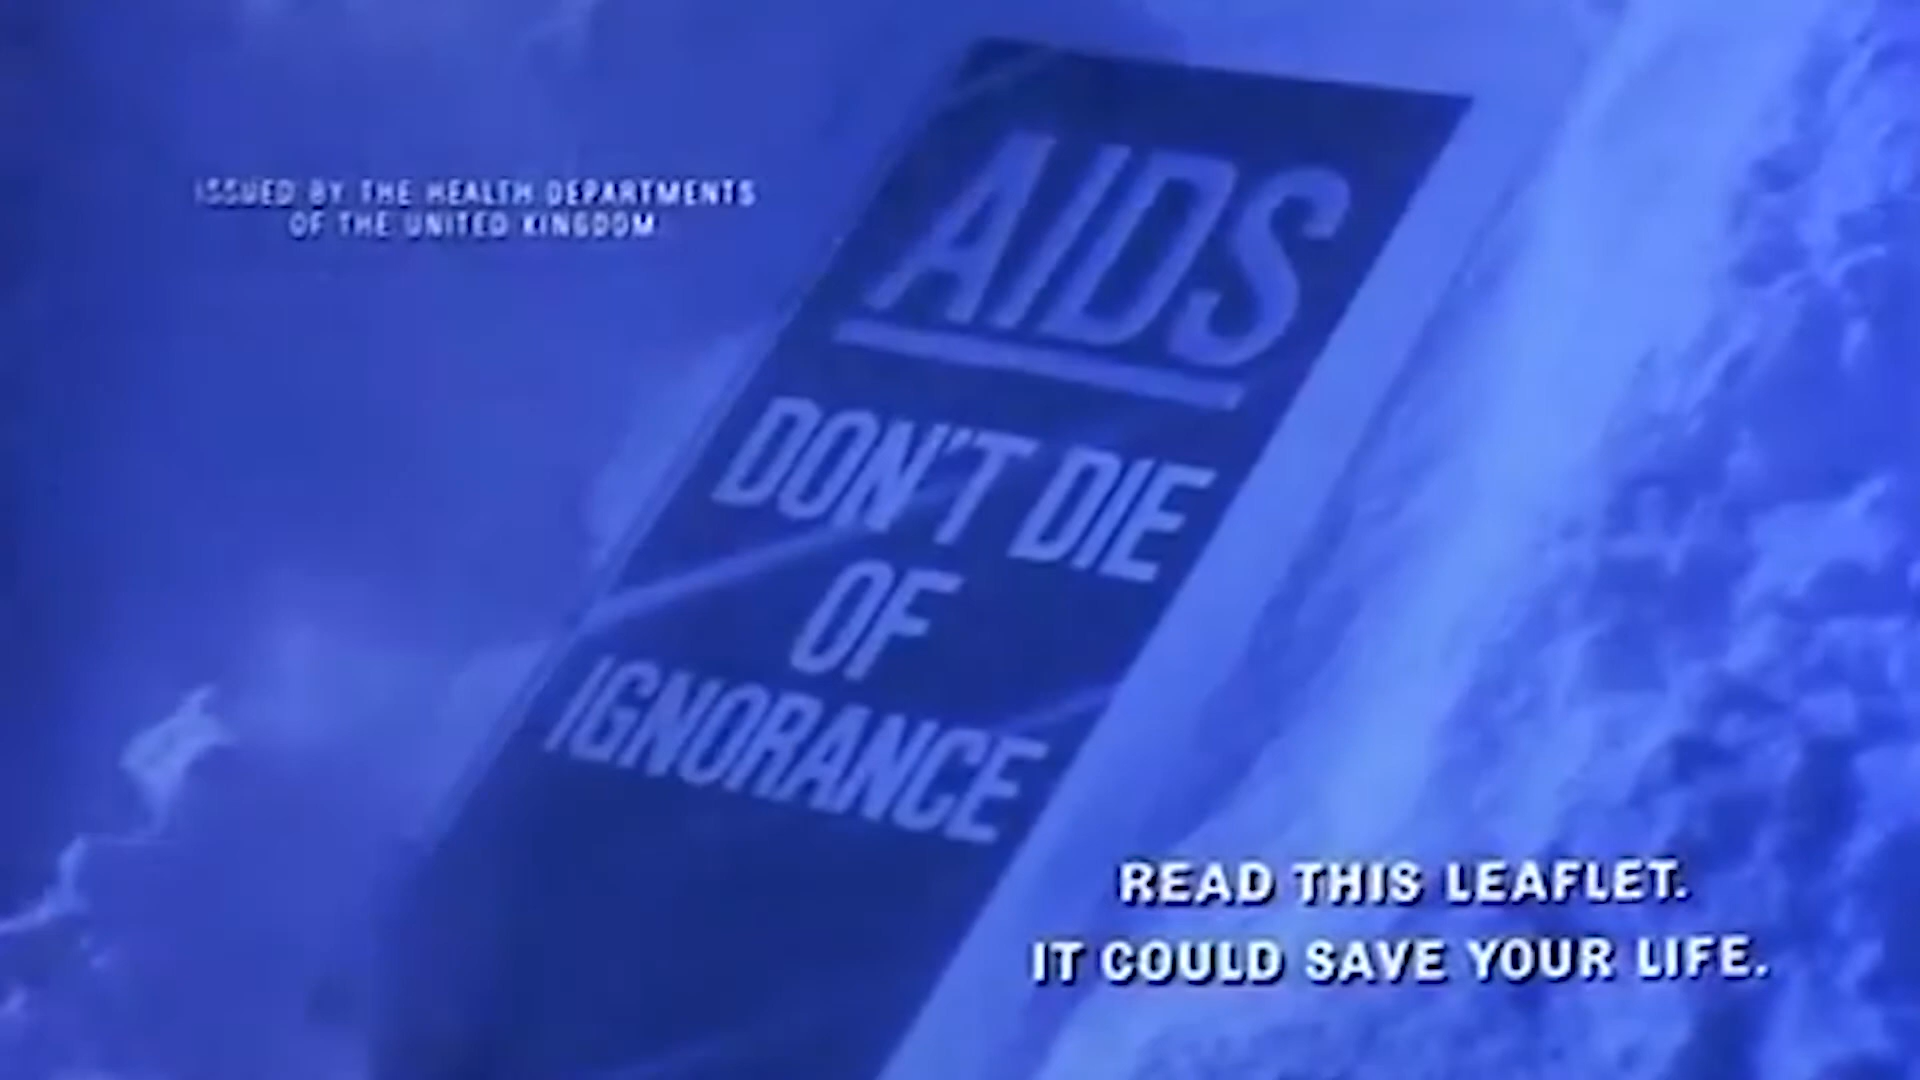 ISSUED BY THE HEALTH DEPARTMENTS
OF THE UNITED KINGDOM
AIDS
DON'T DIE
OF
IGNORANCE
READ THIS LEAFLET.
IT COULD SAVE YOUR LIFE.